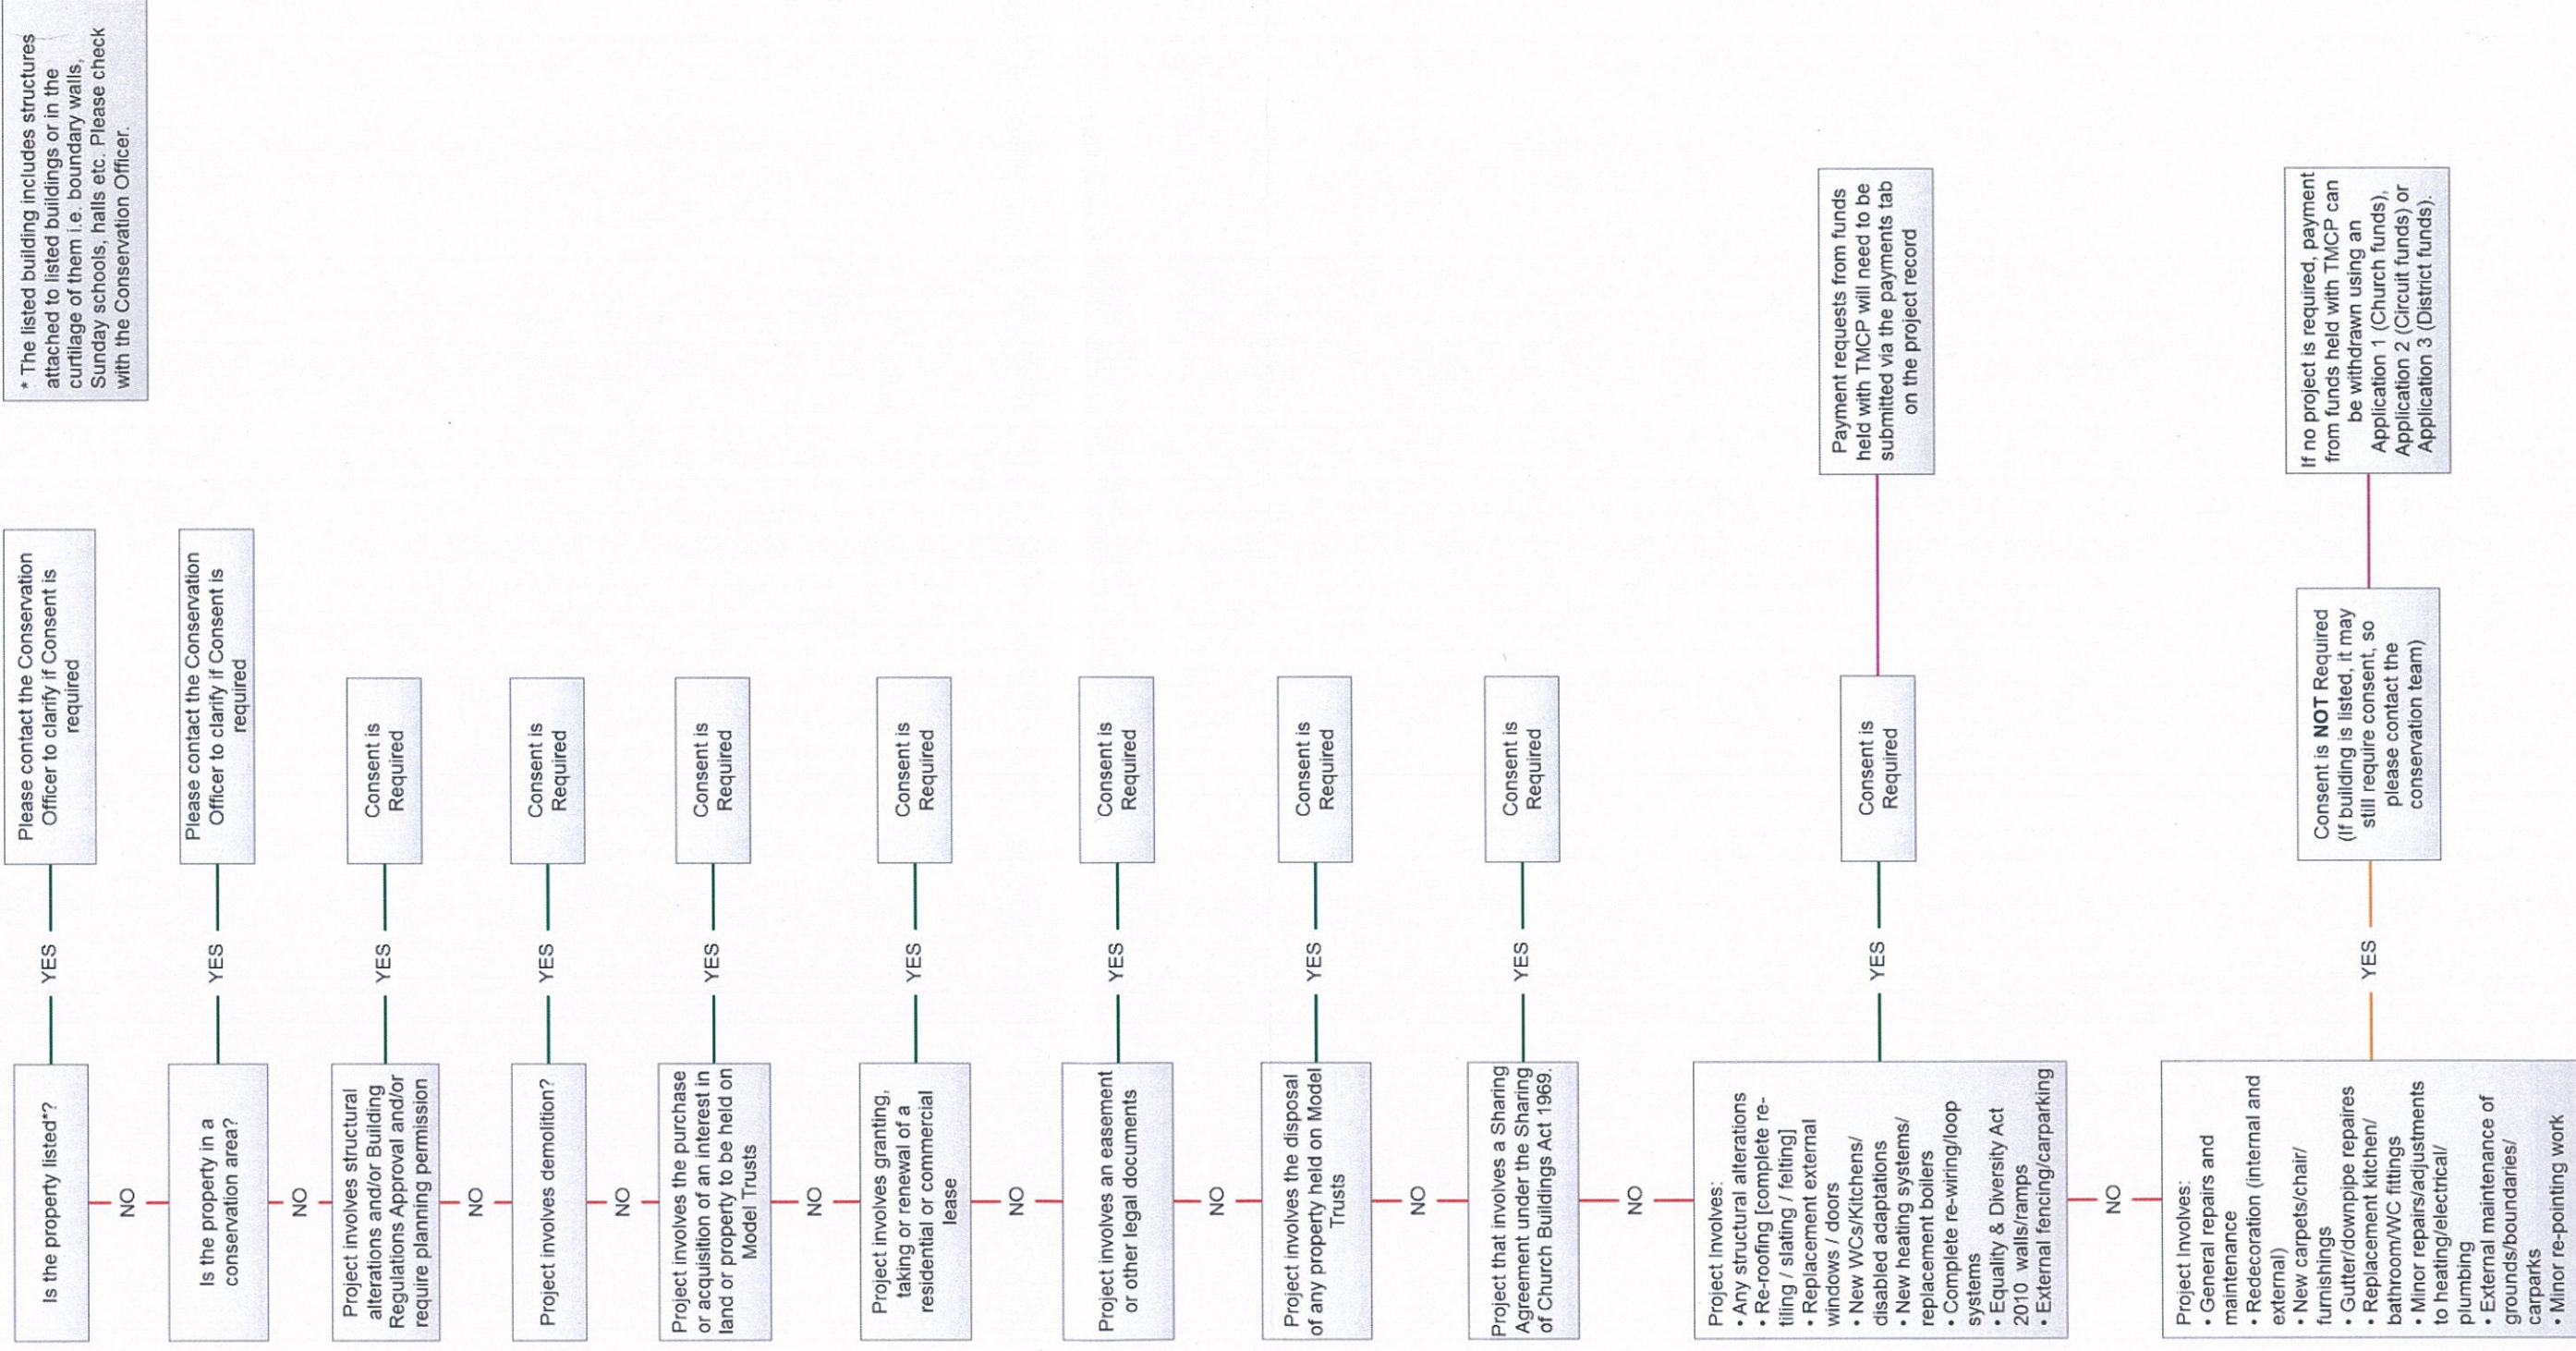 Is the property listed*?
YES
Please contact the Conservation
Officer to clarify if Consent is
required
* The listed building includes structures
attached to listed buildings or in the
curtilage of them i.e. boundary walls,
Sunday schools, halls etc. Please check
with the Conservation Officer.
NO
Is the property in a
conservation area?
YES
Please contact the Conservation
Officer to clarify if Consent is
required
NO
Project involves structural
alterations and/or Building
Regulations Approval and/or
require planning permission
YES
Consent is
Required
NO
Project involves demolition?
YES
Consent is
Required
NO
Project involves the purchase
or acquisition of an interest in
land or property to be held on
Model Trusts
YES
Consent is
Required
NO
Project involves granting,
taking or renewal of a
residential or commercial
lease
YES
Consent is
Required
NO
Project involves an easement
or other legal documents
YES
Consent is
Required
NO
Project involves the disposal
of any property held on Model
Trusts
YES
Consent is
Required
NO
Project that involves a Sharing
Agreement under the Sharing
of Church Buildings Act 1969.
YES
Consent is
Required
NO
Project Involves:
• Any structural alterations
• Re-roofing [complete re-
tiling / slating / felting]
• Replacement external
windows / doors
• New WCs/Kitchens/
disabled adaptations
• New heating systems/
replacement boilers
• Complete re-wiring/loop
systems
• Equality & Diversity Act
2010 walls/ramps
• External fencing/carparking
YES
Consent is
Required
Payment requests from funds
held with TMCP will need to be
submitted via the payments tab
on the project record
NO
Project Involves:
• General repairs and
maintenance
• Redecoration (internal and
external)
• New carpets/chair/
furnishings
• Gutter/downpipe repaires
• Replacement kitchen/
bathroom/WC fittings
• Minor repairs/adjustments
to heating/electrical/
plumbing
• External maintenance of
grounds/boundaries/
carparks
• Minor re-pointing work
YES
Consent is NOT Required
(If building is listed, it may
still require consent, so
please contact the
conservation team)
If no project is required, payment
from funds held with TMCP can
be withdrawn using an
Application 1 (Church funds),
Application 2 (Circuit funds) or
Application 3 (District funds).